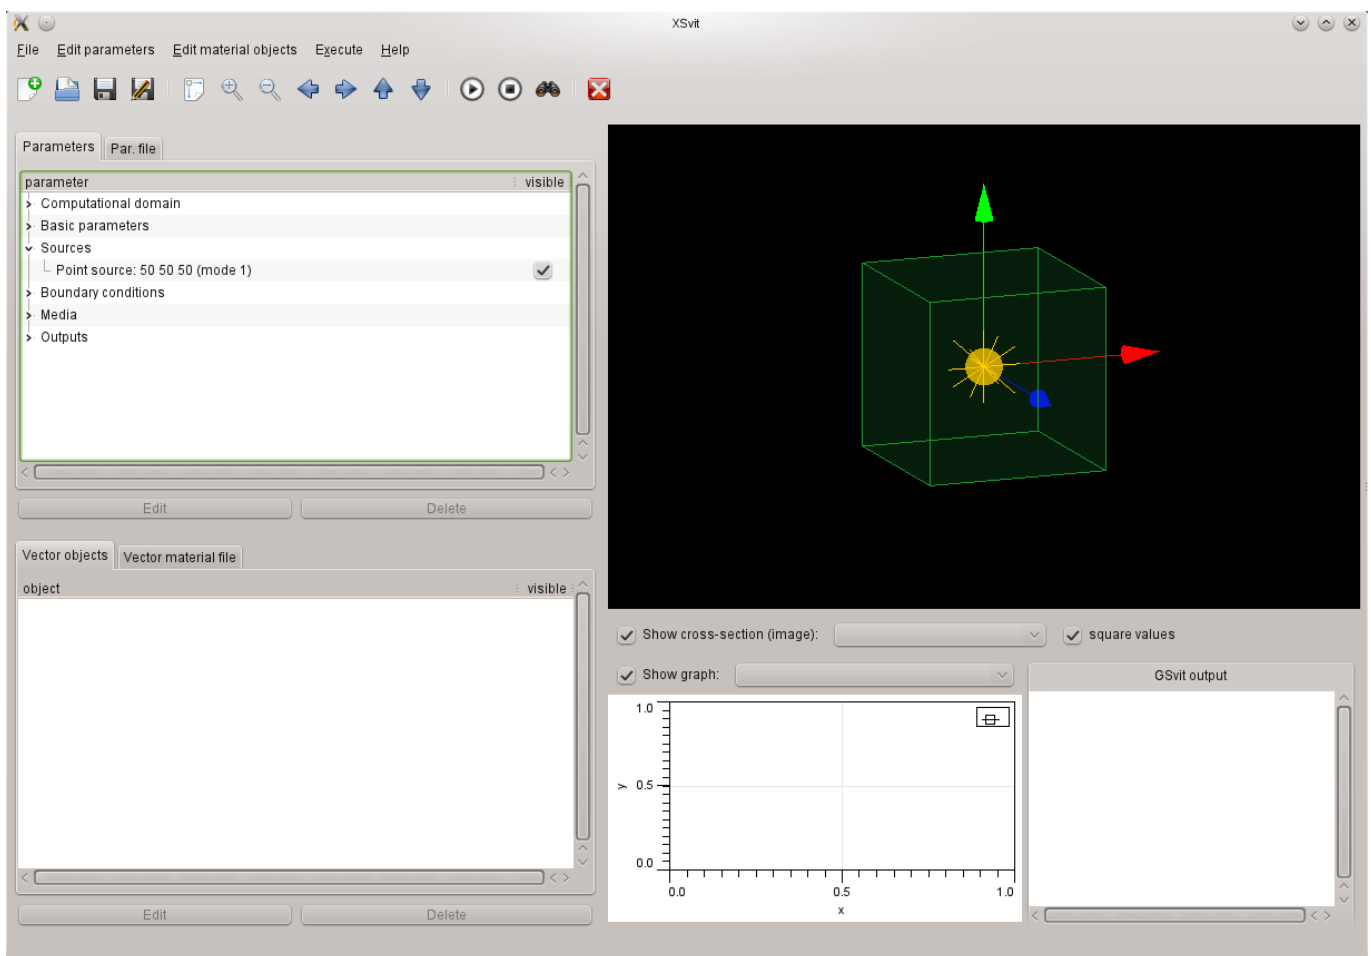 XSvit
File Edit parameters Edit material objects Execute Help
Parameters Par. file
parameter visible
Computational domain
Basic parameters
Sources
Point source: 50 50 50 (mode 1)
Boundary conditions
Media
Outputs
Edit Delete
Vector objects Vector material file
object visible
Edit Delete
Show cross-section (image): square values
Show graph:
GSvit output
1.0
y 0.5
0.0
0.0 0.5 1.0
x